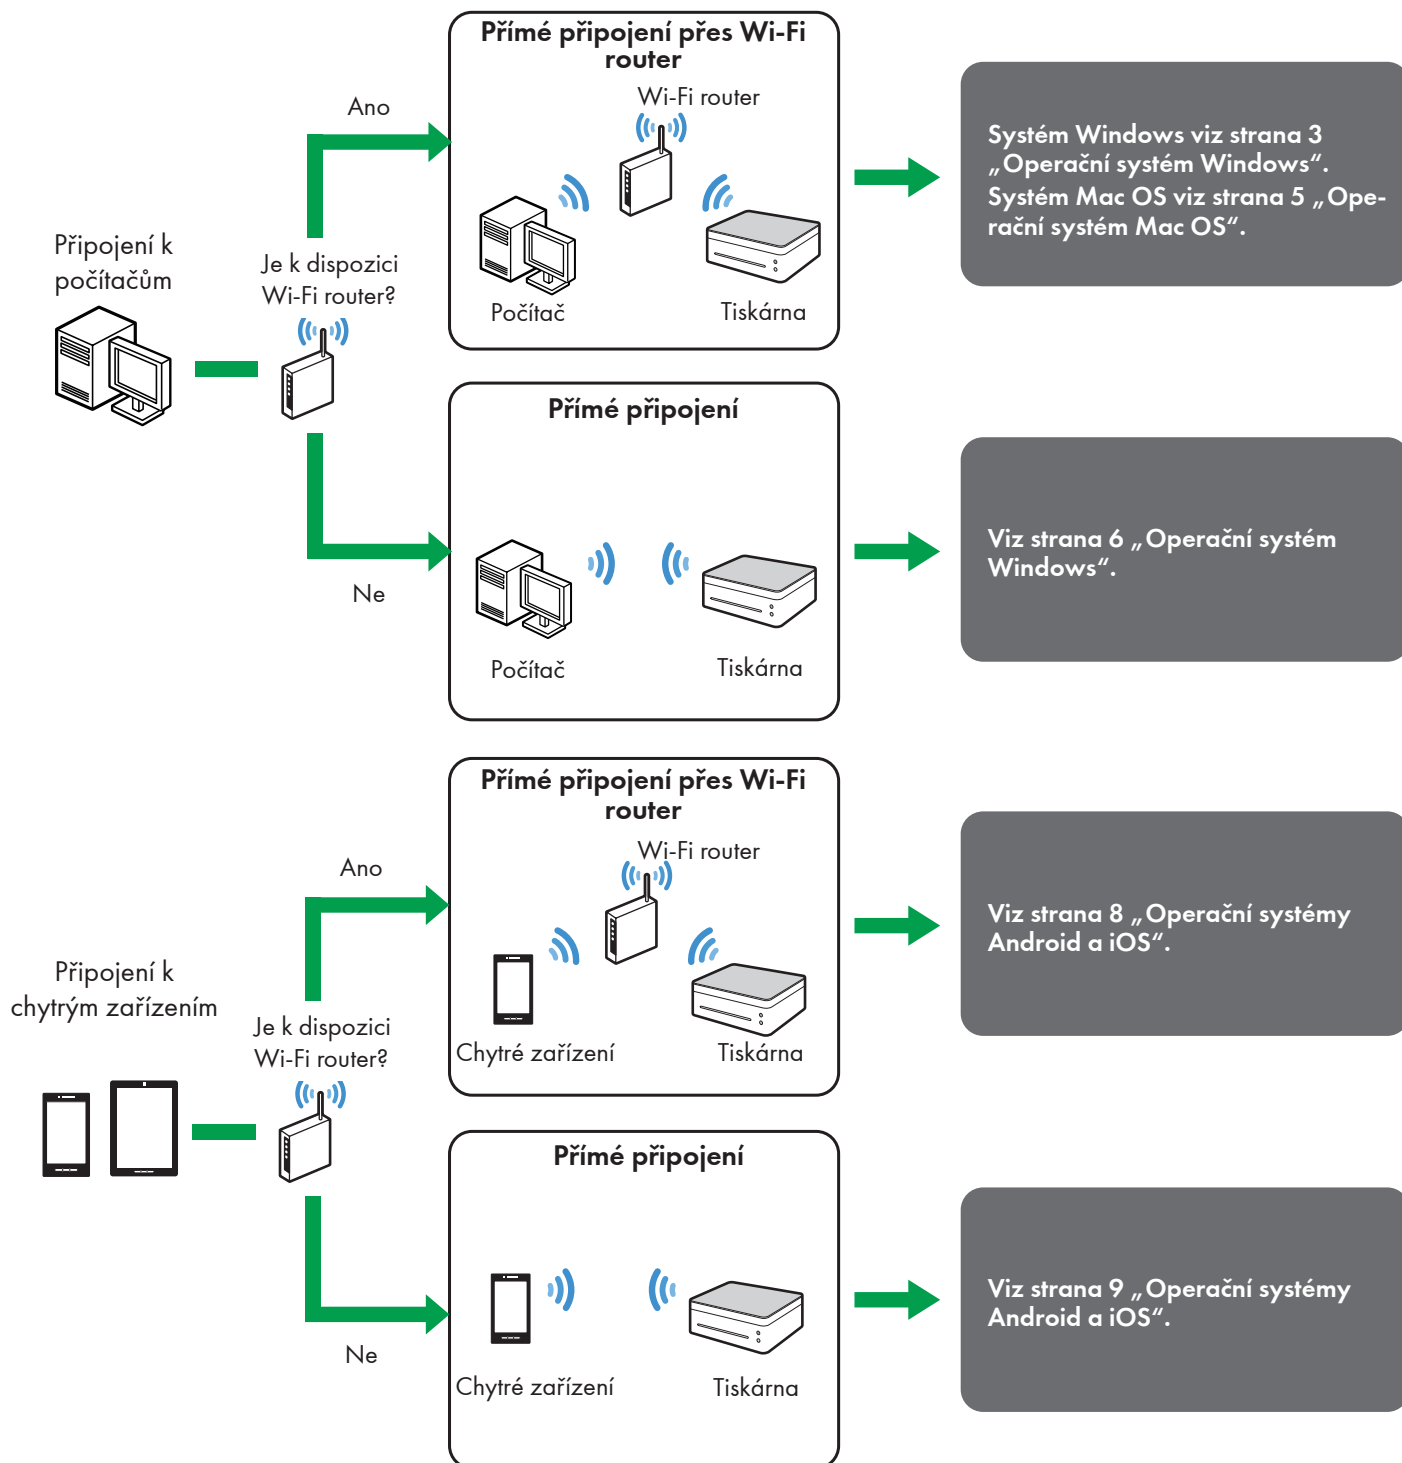 Přímé připojení přes Wi-Fi
router
Wi-Fi router
Ano
Systém Windows viz strana 3
„Operační systém Windows“.
Systém Mac OS viz strana 5 „Ope-
rační systém Mac OS“.
Připojení k
počítačům
Je k dispozici
Wi-Fi router?
Počítač
Tiskárna
Přímé připojení
Viz strana 6 „Operační systém
Windows“.
Ne
Počítač
Tiskárna
Přímé připojení přes Wi-Fi
router
Wi-Fi router
Ano
Viz strana 8 „Operační systémy
Android a iOS“.
Připojení k
chytrým zařízením
Je k dispozici
Wi-Fi router?
Chytré zařízení
Tiskárna
Přímé připojení
Viz strana 9 „Operační systémy
Android a iOS“.
Ne
Chytré zařízení
Tiskárna